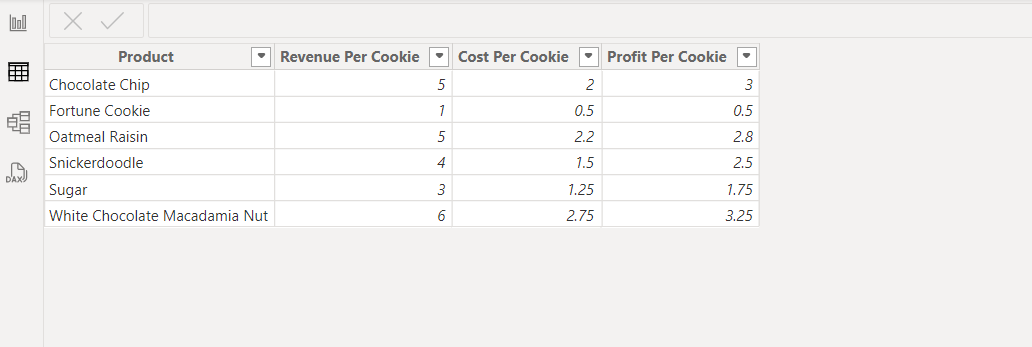 Product Revenue Per Cookie Cost Per Cookie Profit Per Cookie
Chocolate Chip 5 2 3
Fortune Cookie 1 0.5 0.5
Oatmeal Raisin 5 2.2 2.8
Snickerdoodle 4 1.5 2.5
DAX
Sugar 3 1.25 1.75
White Chocolate Macadamia Nut 6 2.75 3.25